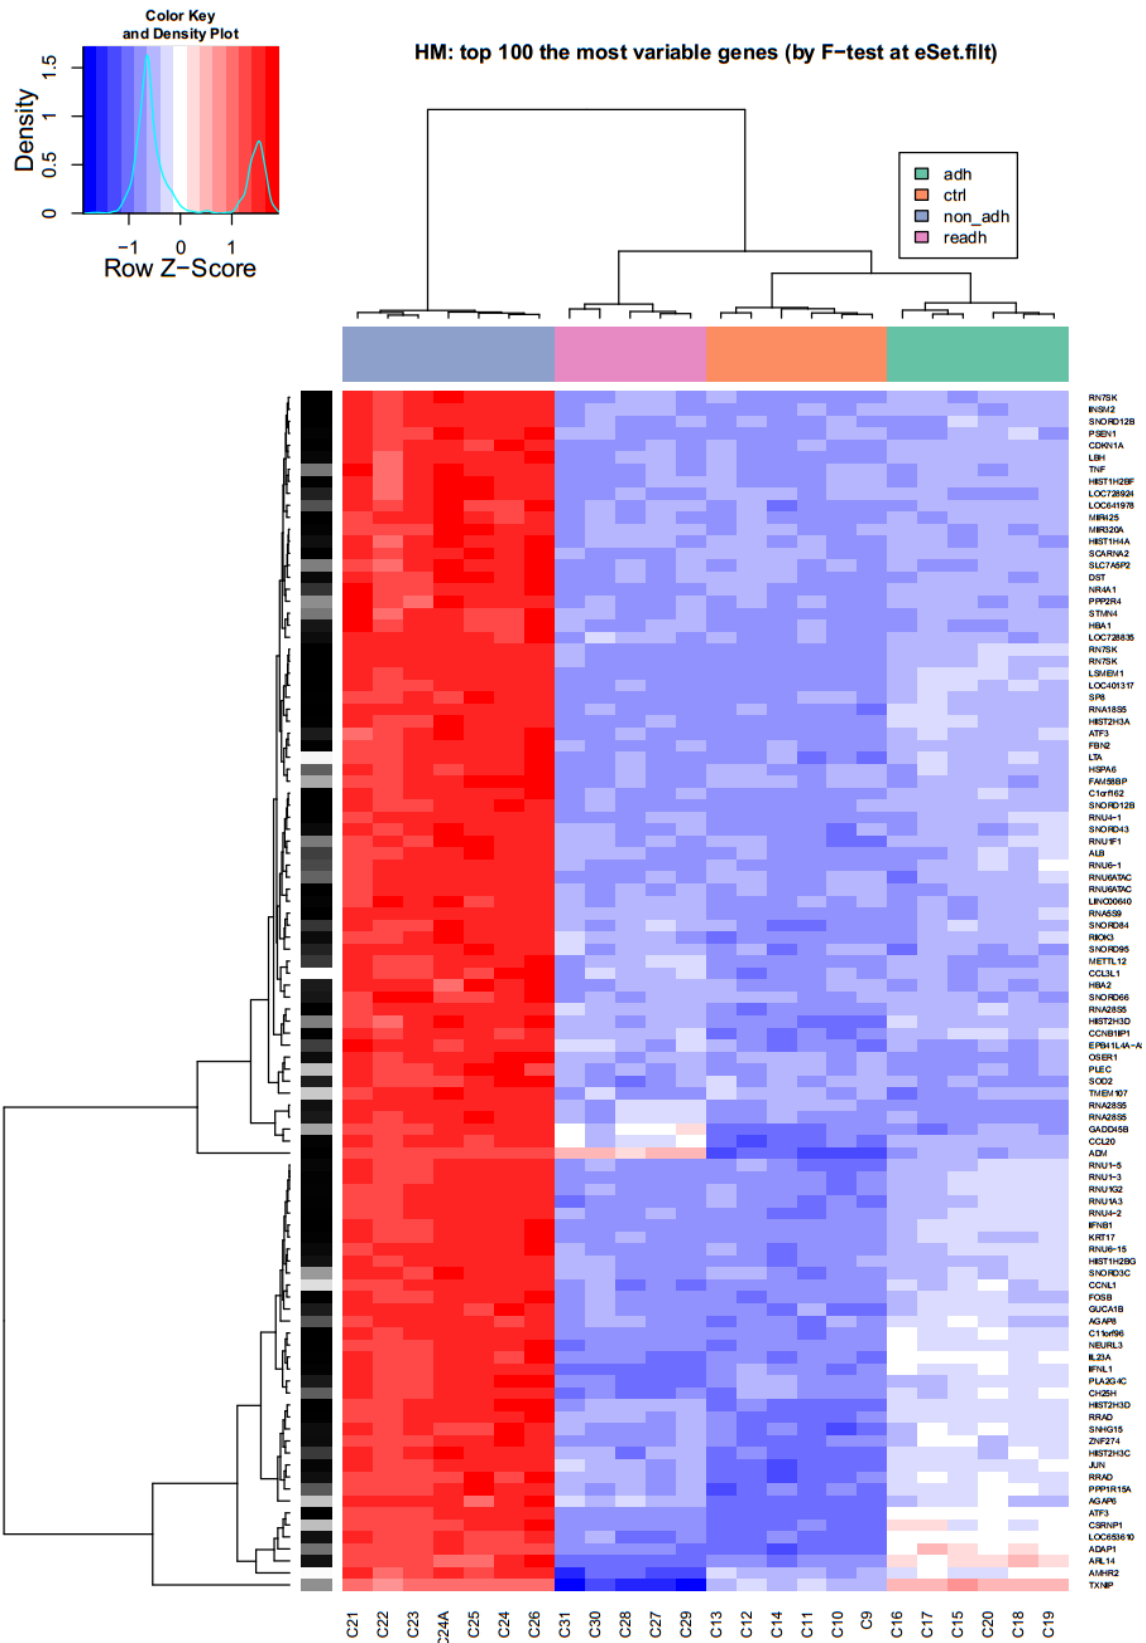 Color Key
and Density Plot
Density
0
0.5
1
1.5
−1
0
1
Row Z−Score
HM: top 100 the most variable genes (by F−test at eSet.filt)
adh
ctrl
non_adh
readh
RN7SK
INSM2
SNORD12B
PSEN1
CDKN1A
LBH
TNF
HIST1H2BF
LOC728924
LOC641978
MIR425
MIR320A
HIST1H4A
SCARNA2
SLC7A5P2
DST
NR4A1
PPP2R4
STMN4
HBA1
LOC728835
RN7SK
RN7SK
LSMEM1
LOC401317
SP8
RNA18S5
HIST2H3A
ATF3
FBN2
LTA
HSPA6
FAM58BP
C1orf162
SNORD12B
RNU4−1
SNORD43
RNU1F1
ALB
RNU6−1
RNU6ATAC
RNU6ATAC
LINC00640
RNA5S9
SNORD84
RIOK3
SNORD95
METTL12
CCL3L1
HBA2
SNORD66
RNA28S5
HIST2H3D
CCNB1IP1
EPB41L4A−A
OSER1
PLEC
SOD2
TMEM107
RNA28S5
RNA28S5
GADD45B
CCL20
ADM
RNU1−5
RNU1−3
RNU1G2
RNU1A3
RNU4−2
IFNB1
KRT17
RNU6−15
HIST1H2BG
SNORD3C
CCNL1
FOSB
GUCA1B
AGAP8
C11orf96
NEURL3
IL23A
IFNL1
PLA2G4C
CH25H
HIST2H3D
RRAD
SNHG15
ZNF274
HIST2H3C
JUN
RRAD
PPP1R15A
AGAP6
ATF3
CSRNP1
LOC653610
ADAP1
ARL14
AMHR2
TXNIP
C21 C22 C23 C24A C25 C24 C26 C31 C30 C28 C27 C29 C13 C12 C14 C11 C10 C9 C16 C17 C15 C20 C18 C19